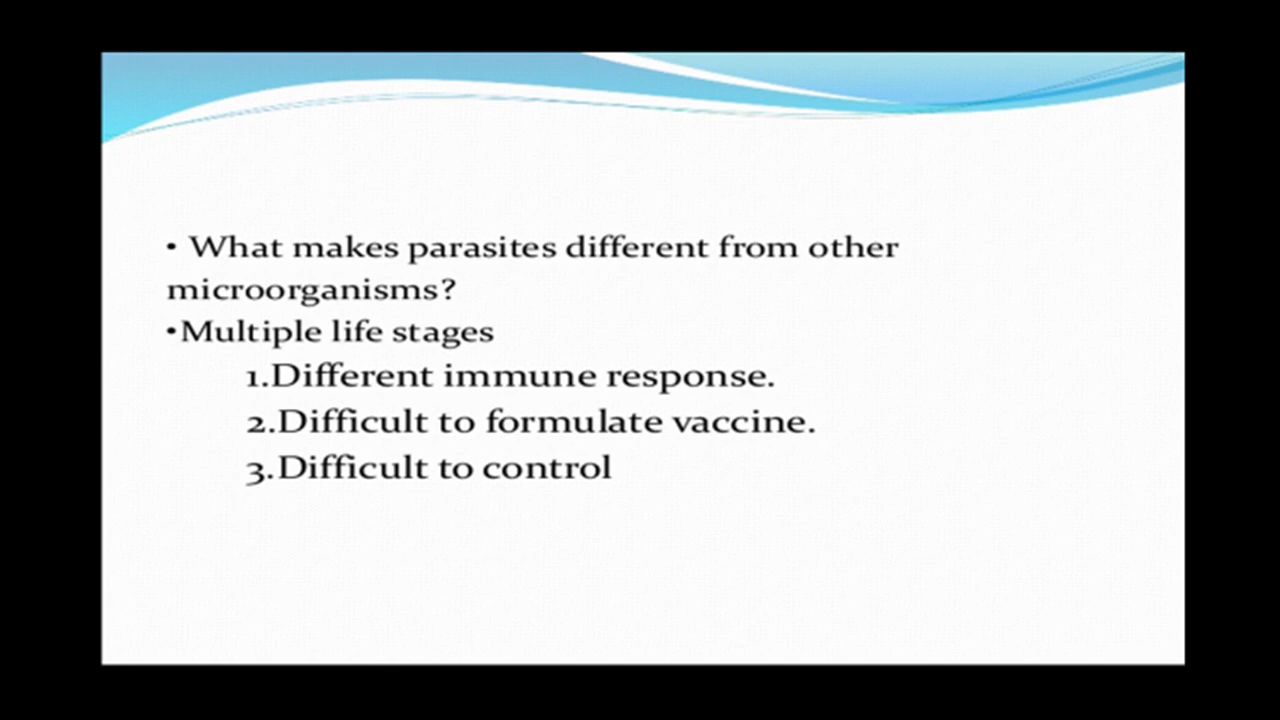 • What makes parasites different from other
microorganisms?
•Multiple life stages
1.Different immune response.
2.Difficult to formulate vaccine.
3.Difficult to control